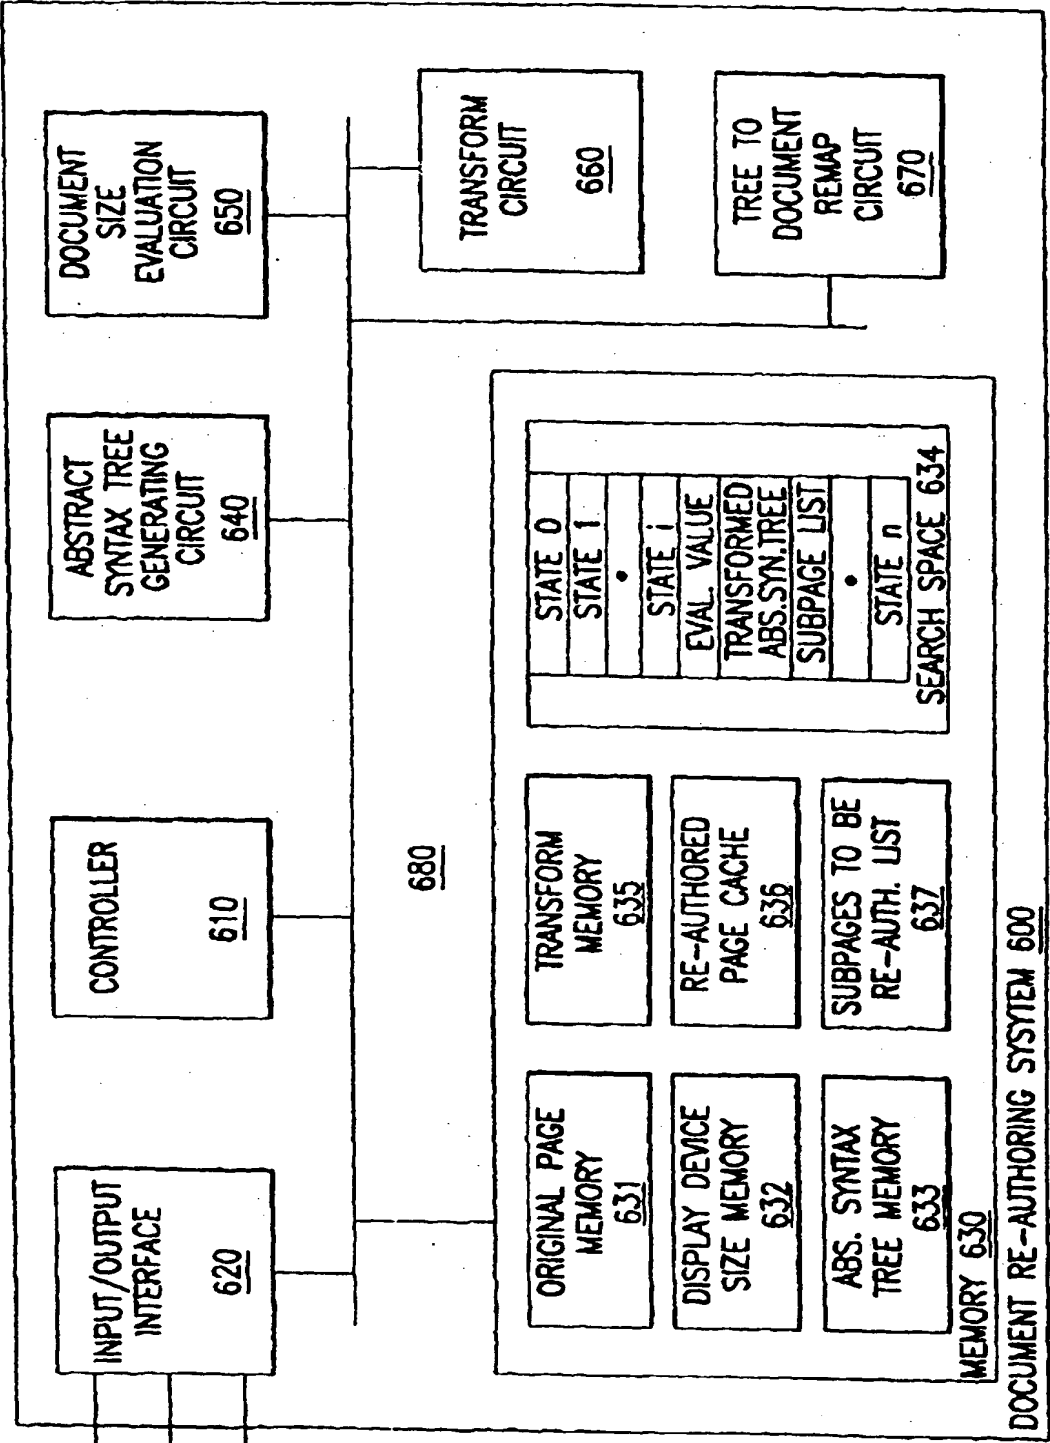 INPUT/OUTPUT
INTERFACE
620
CONTROLLER
610
ABSTRACT
SYNTAX TREE
GENERATING
CIRCUIT
640
DOCUMENT
SIZE
EVALUATION
CIRCUIT
650
680
TRANSFORM
CIRCUIT
660
TREE TO
DOCUMENT
REMAP
CIRCUIT
670
ORIGINAL PAGE
MEMORY
631
DISPLAY DEVICE
SIZE MEMORY
632
ABS. SYNTAX
TREE MEMORY
633
TRANSFORM
MEMORY
635
RE-AUTHORED
PAGE CACHE
636
SUBPAGES TO BE
RE-AUTH. LIST
637
STATE 0
STATE 1
•
STATE i
EVAL. VALUE
TRANSFORMED
ABS.SYN.TREE
SUBPAGE LIST
•
STATE n
SEARCH SPACE 634
MEMORY 630
DOCUMENT RE-AUTHORING SYSYTEM 600